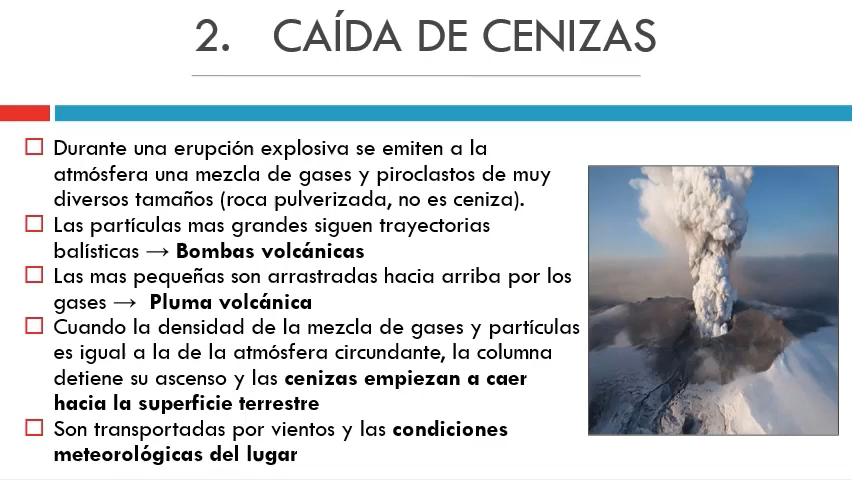 2. CAÍDA DE CENIZAS
Durante una erupción explosiva se emiten a la
atmósfera una mezcla de gases y piroclastos de muy
diversos tamaños (roca pulverizada, no es ceniza).
Las partículas mas grandes siguen trayectorias
balísticas → Bombas volcánicas
Las mas pequeñas son arrastradas hacia arriba por los
gases → Pluma volcánica
Cuando la densidad de la mezcla de gases y partículas
es igual a la de la atmósfera circundante, la columna
detiene su ascenso y las cenizas empiezan a caer
hacia la superficie terrestre
Son transportadas por vientos y las condiciones
meteorológicas del lugar